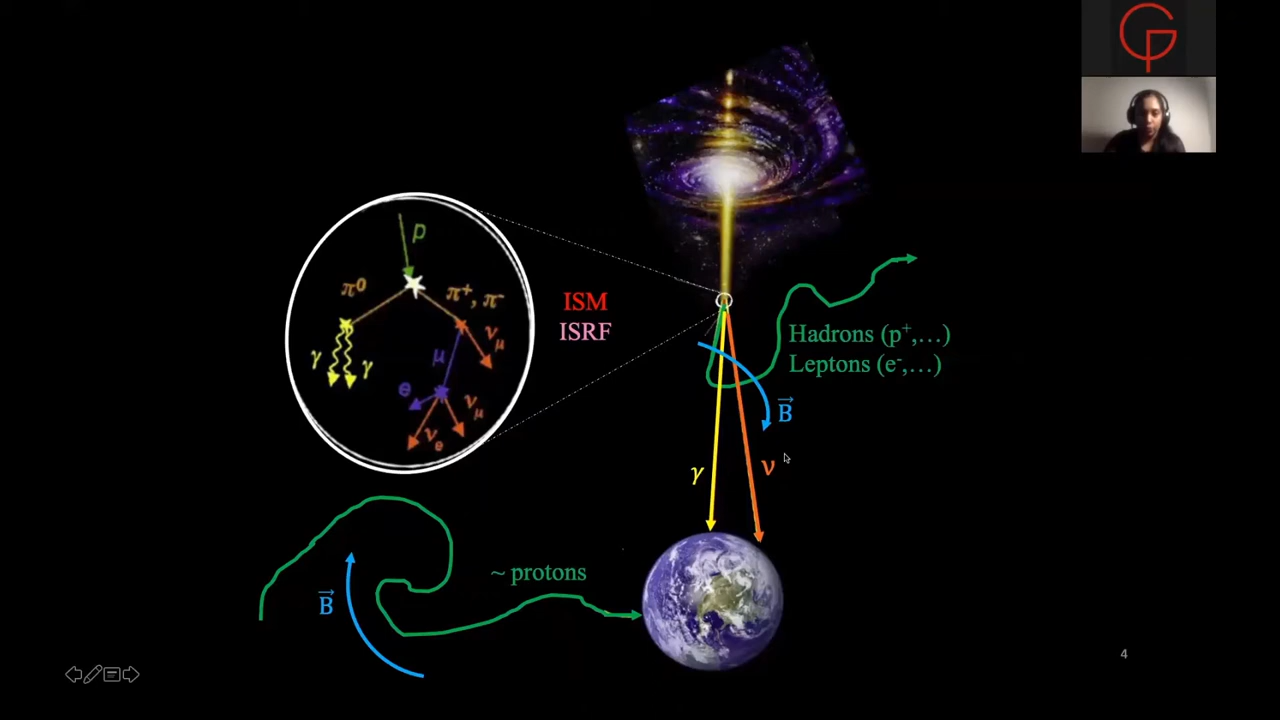 p
π⁰
π⁺, π⁻
γ
γ
ν_μ
μ
e
ν_μ
ν_e
ISM
ISRF
Hadrons (p⁺,…)
Leptons (e⁻,…)
B⃗
γ
ν
~ protons
B⃗
4